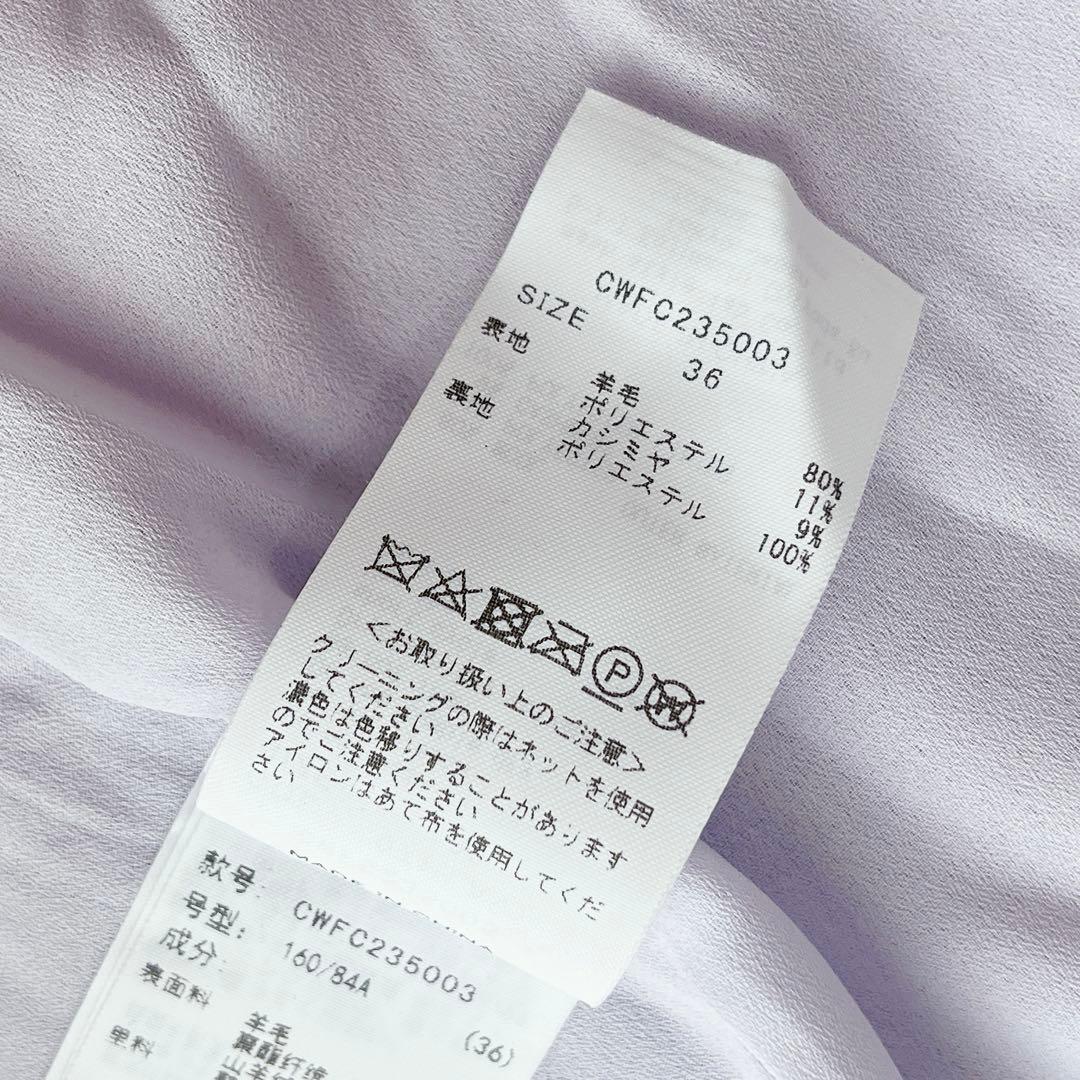 CWFC235003
SIZE 36
表地 羊毛 80%
ポリエステル 11%
カシミヤ 9%
裏地 ポリエステル 100%
P
W
<お取り扱い上のご注意>
クリーニングの際はネットを使用
してください
濃色は色移りすることがあります
のでご注意ください
アイロンはあて布を使用してくだ
さい
款号: CWFC235003
号型: 160/84A (36)
成分:
面料 羊毛
里料